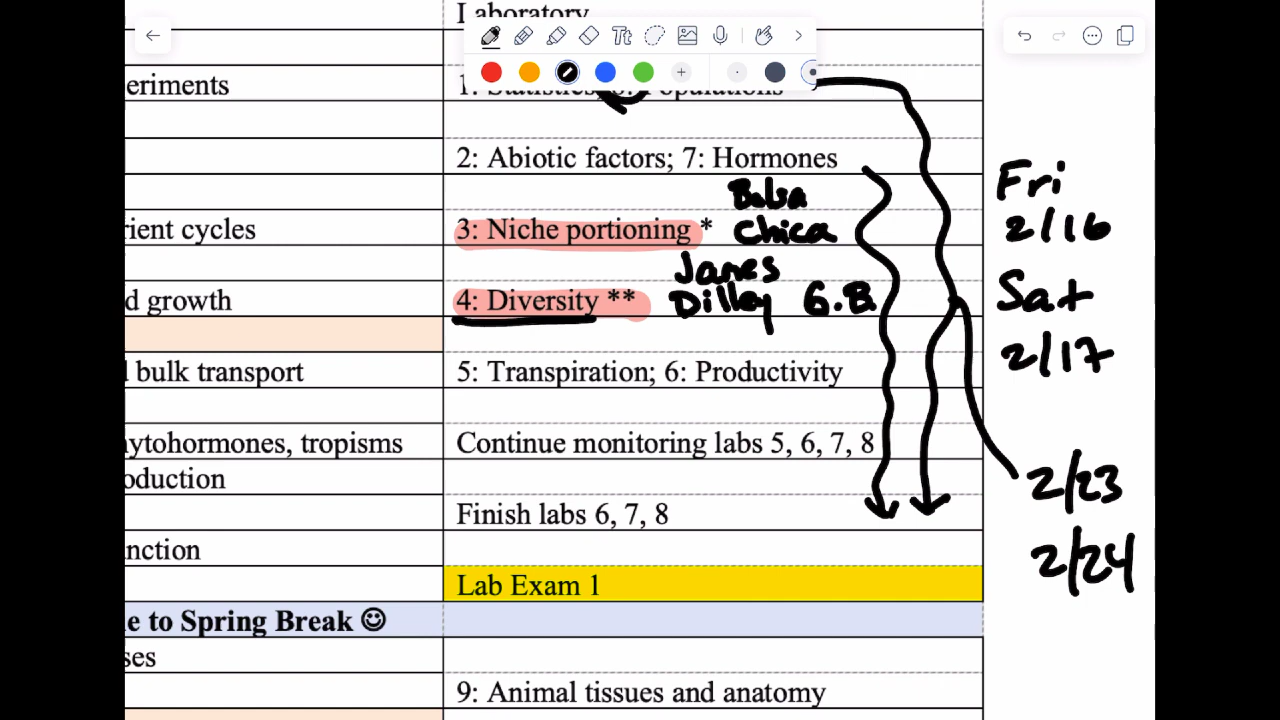 Laboratory
eriments
1: Statistics; 8: Populations
2: Abiotic factors; 7: Hormones
Bolsa
Chica
rient cycles
3: Niche portioning *
James
Dilley G.B.
d growth
4: Diversity **
l bulk transport
5: Transpiration; 6: Productivity
hytohormones, tropisms
Continue monitoring labs 5, 6, 7, 8
oduction
Finish labs 6, 7, 8
nction
Lab Exam 1
e to Spring Break ☺
ses
9: Animal tissues and anatomy
Fri
2/16
Sat
2/17
2/23
2/24
Tt